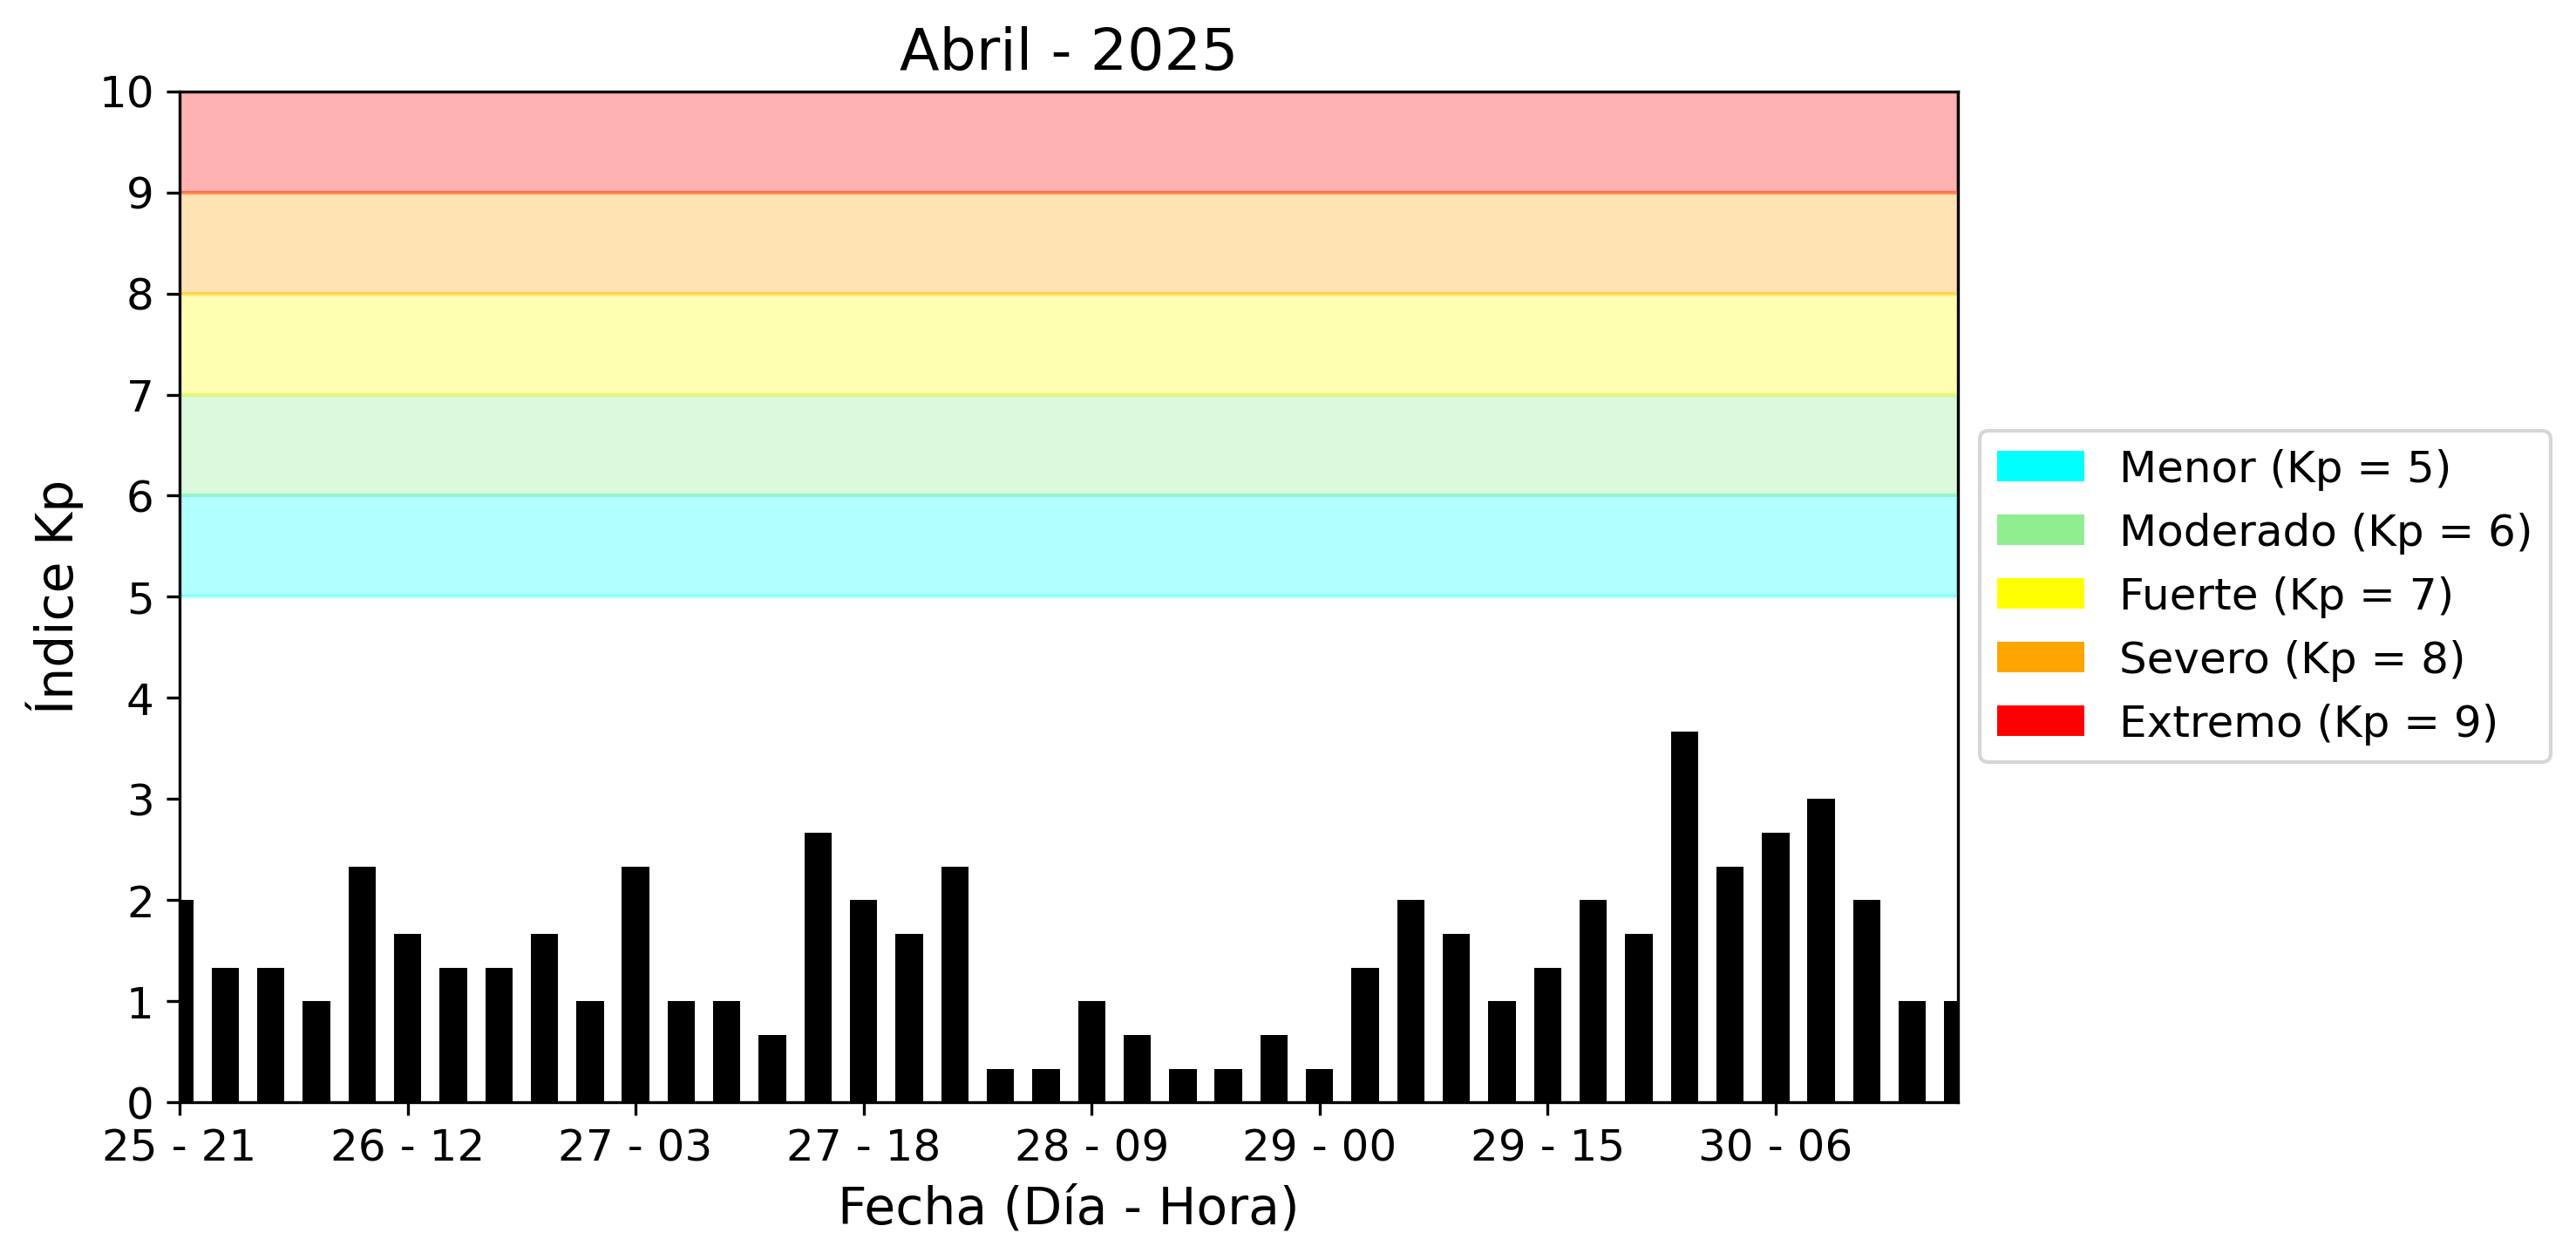 Abril - 2025
10
9
8
7
6
5
4
3
2
1
0
Índice Kp
25 - 21
26 - 12
27 - 03
27 - 18
28 - 09
29 - 00
29 - 15
30 - 06
Fecha (Día - Hora)
Menor (Kp = 5)
Moderado (Kp = 6)
Fuerte (Kp = 7)
Severo (Kp = 8)
Extremo (Kp = 9)